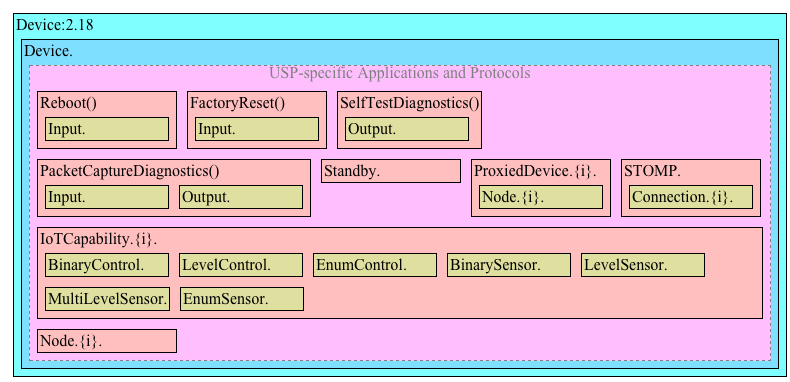 Device:2.18
Device.
USP-specific Applications and Protocols
Reboot() FactoryReset() SelfTestDiagnostics()
Input. Input. Output.
PacketCaptureDiagnostics() Standby. ProxiedDevice.{i}. STOMP.
Input. Output. Node.{i}. Connection.{i}.
IoTCapability.{i}.
BinaryControl. LevelControl. EnumControl. BinarySensor. LevelSensor.
MultiLevelSensor. EnumSensor.
Node.{i}.